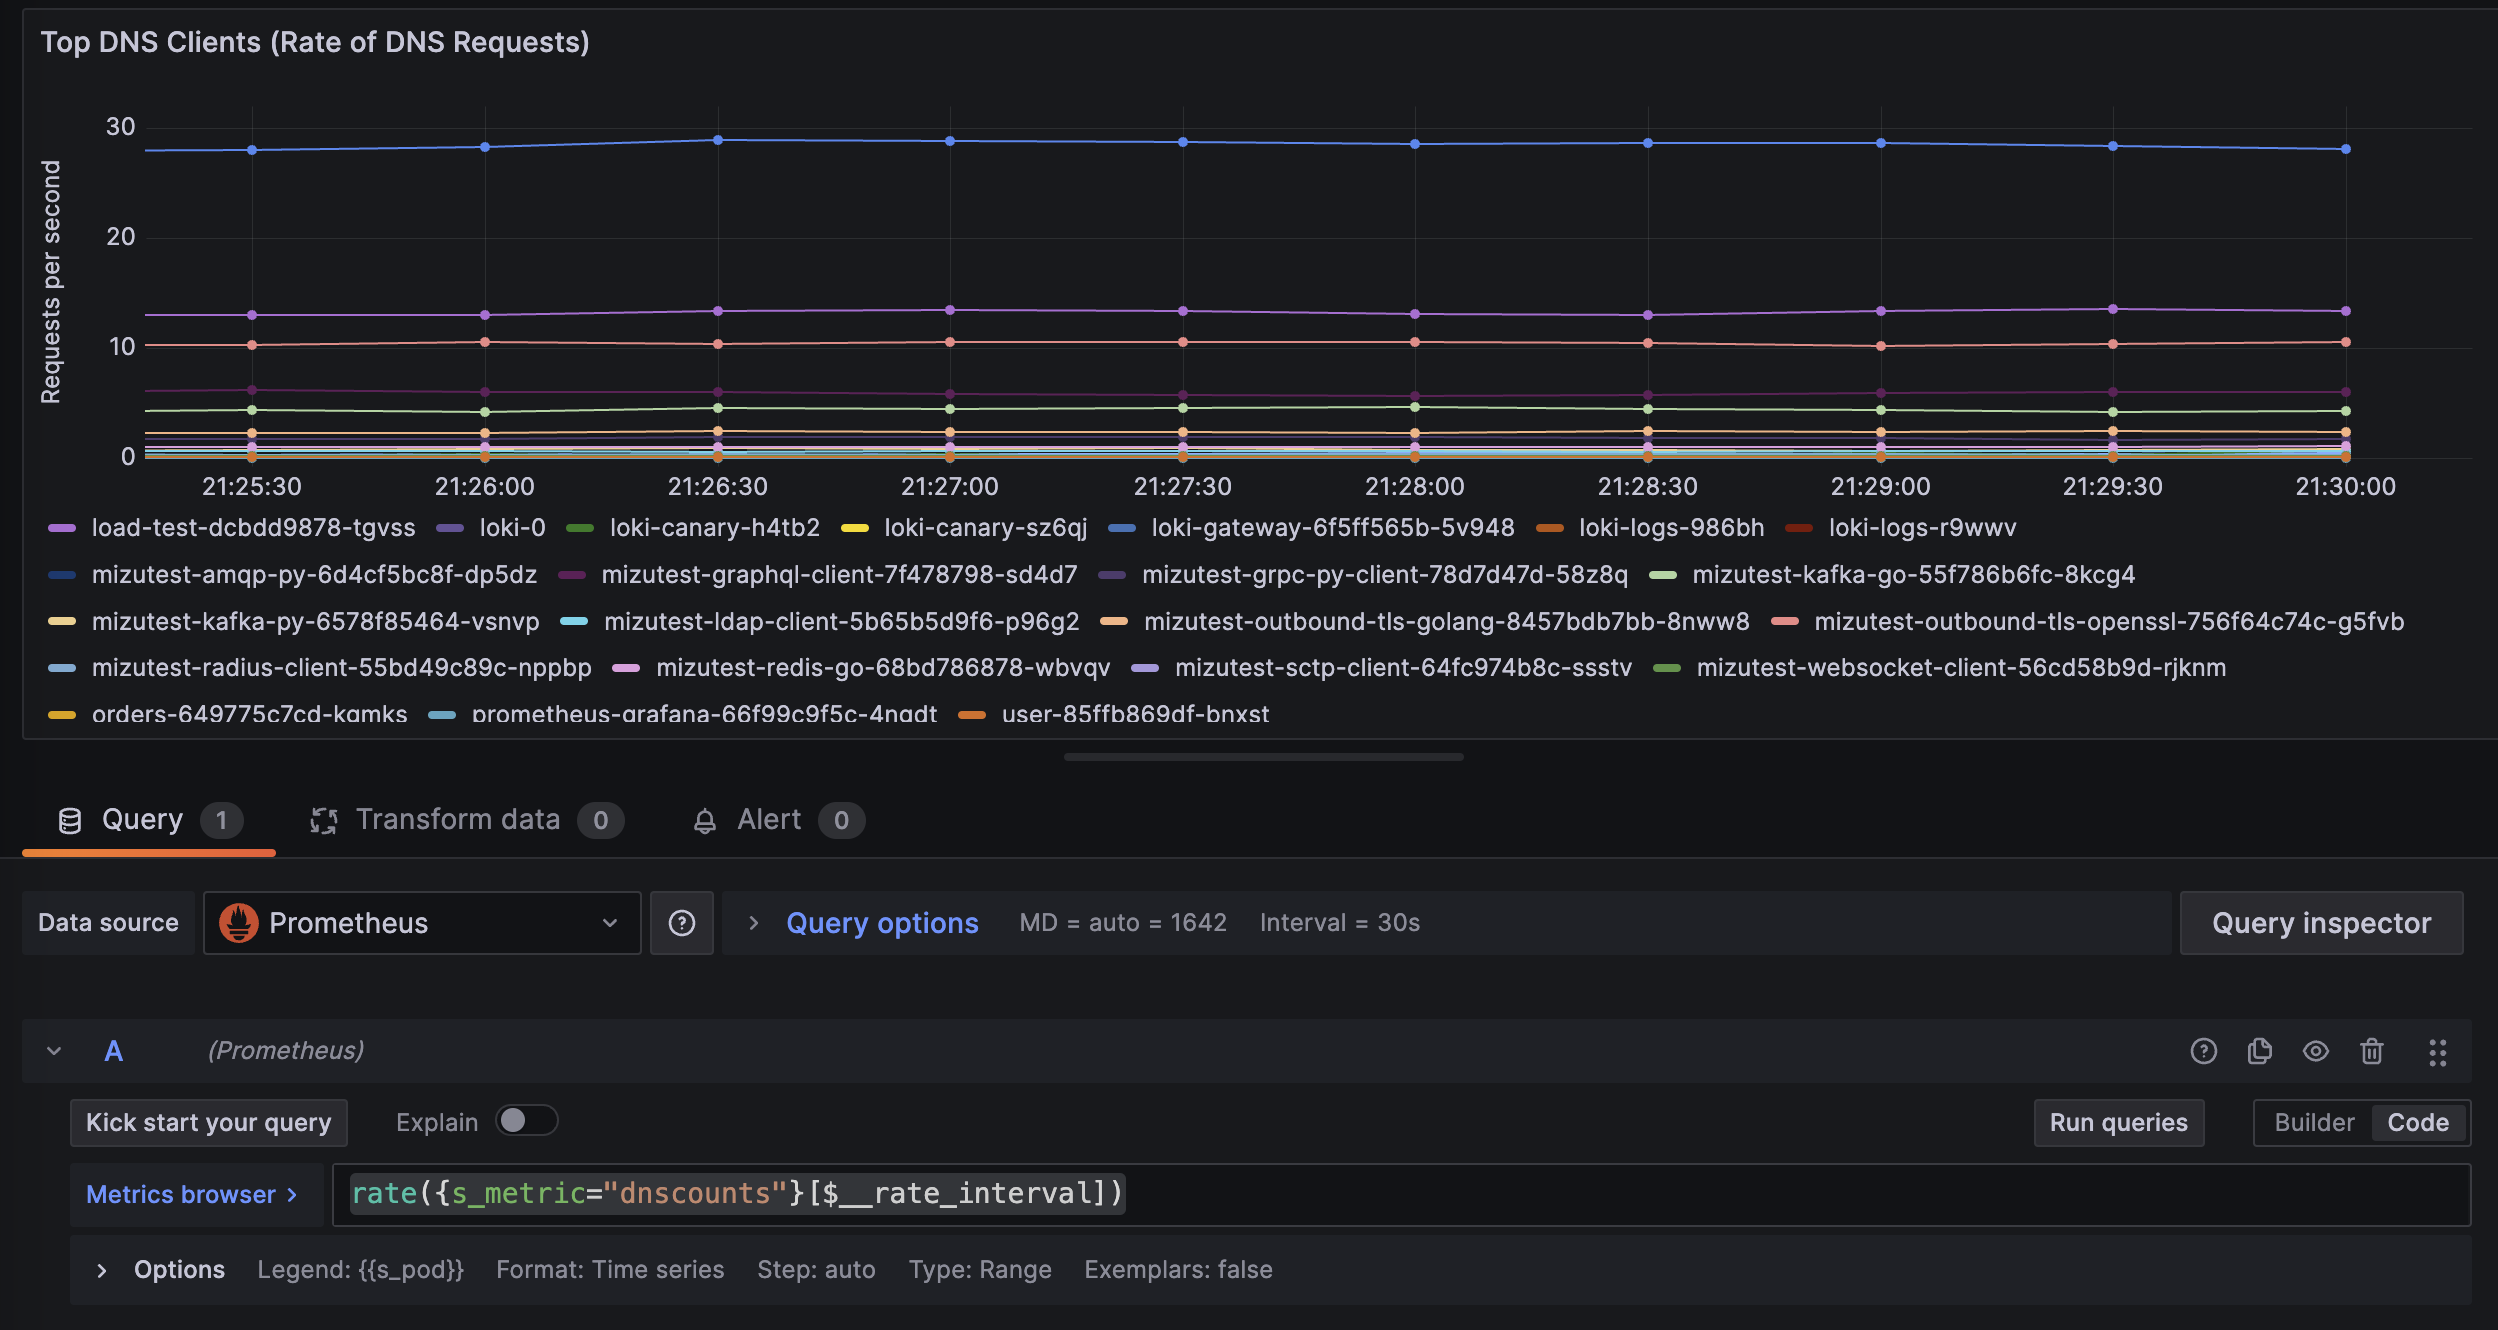 Top DNS Clients (Rate of DNS Requests)
Requests per second
30
20
10
0
21:25:30 21:26:00 21:26:30 21:27:00 21:27:30 21:28:00 21:28:30 21:29:00 21:29:30 21:30:00
load-test-dcbdd9878-tgvss loki-0 loki-canary-h4tb2 loki-canary-sz6qj loki-gateway-6f5ff565b-5v948 loki-logs-986bh loki-logs-r9wwv
mizutest-amqp-py-6d4cf5bc8f-dp5dz mizutest-graphql-client-7f478798-sd4d7 mizutest-grpc-py-client-78d7d47d-58z8q mizutest-kafka-go-55f786b6fc-8kcg4
mizutest-kafka-py-6578f85464-vsnvp mizutest-ldap-client-5b65b5d9f6-p96g2 mizutest-outbound-tls-golang-8457bdb7bb-8nww8 mizutest-outbound-tls-openssl-756f64c74c-g5fvb
mizutest-radius-client-55bd49c89c-nppbp mizutest-redis-go-68bd786878-wbvqv mizutest-sctp-client-64fc974b8c-ssstv mizutest-websocket-client-56cd58b9d-rjknm
orders-649775c7cd-kqmks prometheus-grafana-66f99c9f5c-4nqdt user-85ffb869df-bnxst
Query 1 Transform data 0 Alert 0
Data source Prometheus Query options MD = auto = 1642 Interval = 30s Query inspector
A (Prometheus)
Kick start your query Explain Run queries Builder Code
Metrics browser > rate({s_metric="dnscounts"}[$__rate_interval])
Options Legend: {{s_pod}} Format: Time series Step: auto Type: Range Exemplars: false